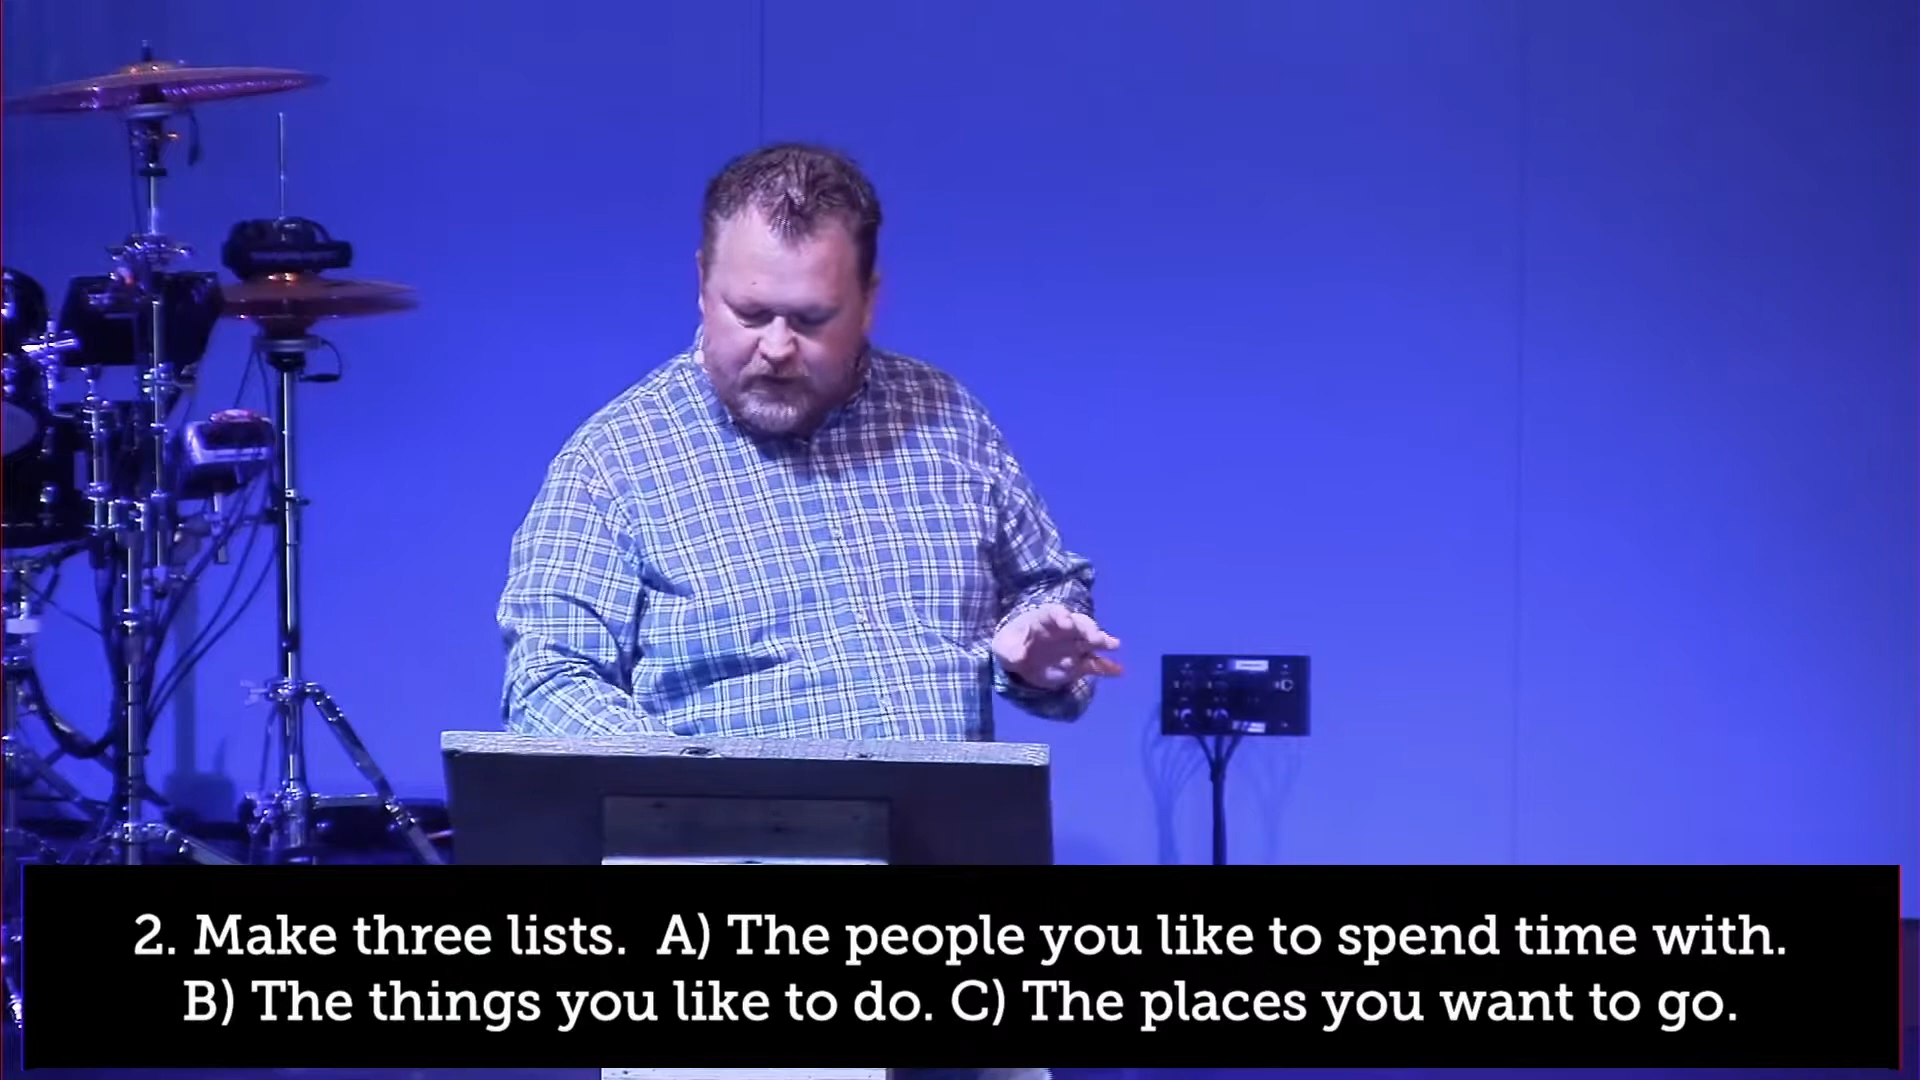 2. Make three lists.  A) The people you like to spend time with.
B) The things you like to do. C) The places you want to go.